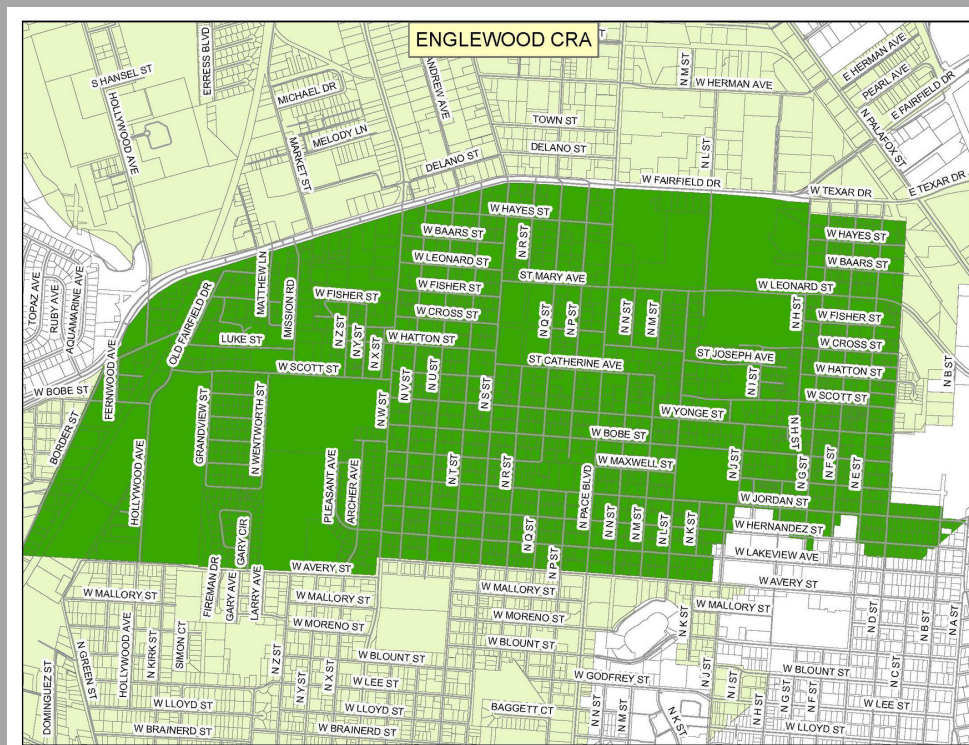 ENGLEWOOD CRA
S HANSEL ST
HOLLYWOOD AVE
ERRESS BLVD
MICHAEL DR
MELODY LN
MARKET ST
ANDREW AVE
DELANO ST
TOWN ST
DELANO ST
N M ST
W HERMAN AVE
N L ST
E HERMAN AVE
PEARL AVE
E FAIRFIELD DR
N PALAFOX ST
E TEXAR DR
W TEXAR DR
W FAIRFIELD DR
W HAYES ST
W BAARS ST
N R ST
W LEONARD ST
ST MARY AVE
W FISHER ST
W CROSS ST
W HATTON ST
W HAYES ST
W BAARS ST
W LEONARD ST
N H ST
W FISHER ST
W CROSS ST
W HATTON ST
W SCOTT ST
N B ST
TOPAZ AVE
RUBY AVE
AQUAMARINE AVE
FERNWOOD AVE
OLD FAIRFIELD DR
MATTHEW LN
MISSION RD
W FISHER ST
LUKE ST
N Z ST
N Y ST
N X ST
W SCOTT ST
N Q ST
N P ST
N N ST
N M ST
ST CATHERINE AVE
ST JOSEPH AVE
N I ST
W BOBE ST
BORDER ST
HOLLYWOOD AVE
GRANDVIEW ST
N WENTWORTH ST
N W ST
N V ST
N U ST
N S ST
W YONGE ST
W BOBE ST
N H ST
PLEASANT AVE
ARCHER AVE
N T ST
N R ST
N PACE BLVD
W MAXWELL ST
N J ST
N G ST
N F ST
N E ST
W JORDAN ST
N Q ST
N N ST
N M ST
N L ST
N K ST
W HERNANDEZ ST
W LAKEVIEW AVE
GARY CIR
FIREMAN DR
GARY AVE
LARRY AVE
W AVERY ST
N P ST
W AVERY ST
W MALLORY ST
W MALLORY ST
W MALLORY ST
W MALLORY ST
W MORENO ST
W MORENO ST
HOLLYWOOD AVE
N KIRK ST
SIMON CT
N Z ST
N Y ST
N X ST
W BLOUNT ST
W BLOUNT ST
N K ST
N D ST
N B ST
N A ST
N C ST
DOMINGUEZ ST
N GREEN ST
W LEE ST
W GODFREY ST
N J ST
N I ST
W BLOUNT ST
N H ST
N G ST
N F ST
W LEE ST
W LLOYD ST
W LLOYD ST
BAGGETT CT
N N ST
N M ST
N K ST
W LLOYD ST
W BRAINERD ST
W BRAINERD ST